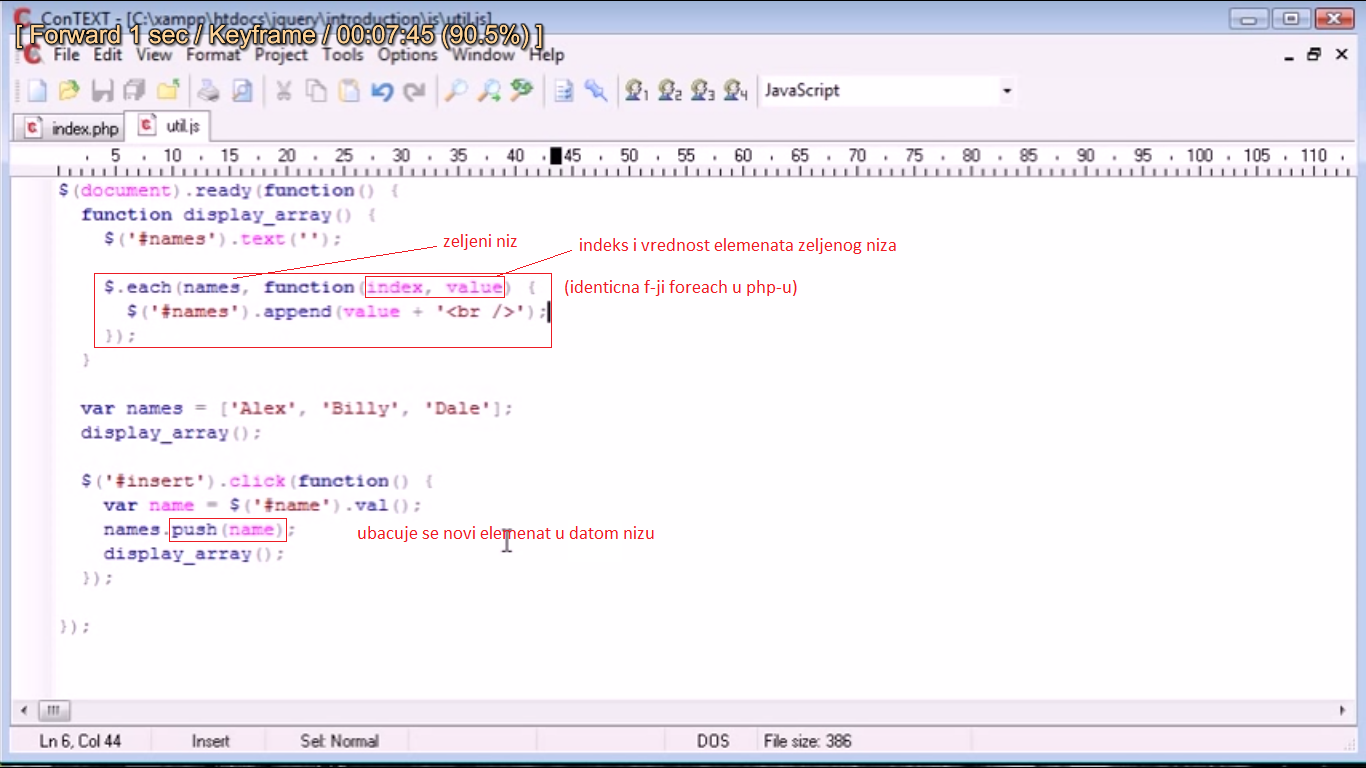 ConTEXT - [C:\xampp\htdocs\jquery\introduction\js\util.js]
[ Forward 1 sec / Keyframe / 00:07:45 (90.5%) ]
File Edit View Format Project Tools Options Window Help
1 2 3 4 JavaScript
index.php util.js
5 10 15 20 25 30 35 40 45 50 55 60 65 70 75 80 85 90 95 100 105 110
$(document).ready(function() {
function display_array() {
$('#names').text('');
zeljeni niz
indeks i vrednost elemenata zeljenog niza
$.each(names, function(index, value) {
(identicna f-ji foreach u php-u)
$('#names').append(value + '<br />');
});
}
var names = ['Alex', 'Billy', 'Dale'];
display_array();
$('#insert').click(function() {
var name = $('#name').val();
names.push(name);
ubacuje se novi elemenat u datom nizu
display_array();
});
});
Ln 6, Col 44 Insert Sel: Normal DOS File size: 386